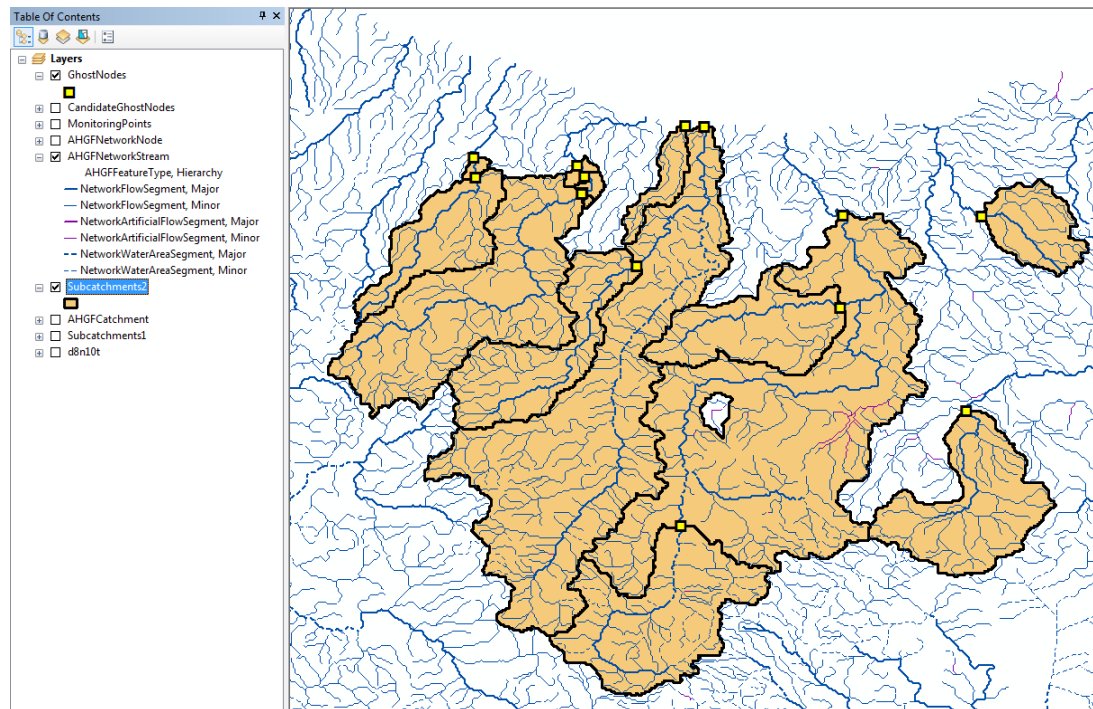 Table Of Contents
Layers
GhostNodes
CandidateGhostNodes
MonitoringPoints
AHGFNetworkNode
AHGFNetworkStream
AHGFFeatureType, Hierarchy
NetworkFlowSegment, Major
NetworkFlowSegment, Minor
NetworkArtificialFlowSegment, Major
NetworkArtificialFlowSegment, Minor
NetworkWaterAreaSegment, Major
NetworkWaterAreaSegment, Minor
Subcatchments2
AHGFCatchment
Subcatchments1
d8n10t